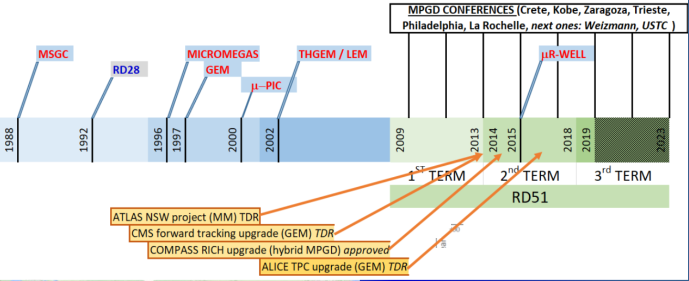 MPGD CONFERENCES (Crete, Kobe, Zaragoza, Trieste,
Philadelphia, La Rochelle, next ones: Weizmann, USTC )
MSGC
RD28
MICROMEGAS
GEM
μ-PIC
THGEM / LEM
μR-WELL
1988
1992
1996
1997
2000
2002
2009
2013
2014
2015
2018
2019
2023
1ST TERM
2nd TERM
3rd TERM
RD51
ATLAS NSW project (MM) TDR
CMS forward tracking upgrade (GEM) TDR
COMPASS RICH upgrade (hybrid MPGD) approved
ALICE TPC upgrade (GEM) TDR